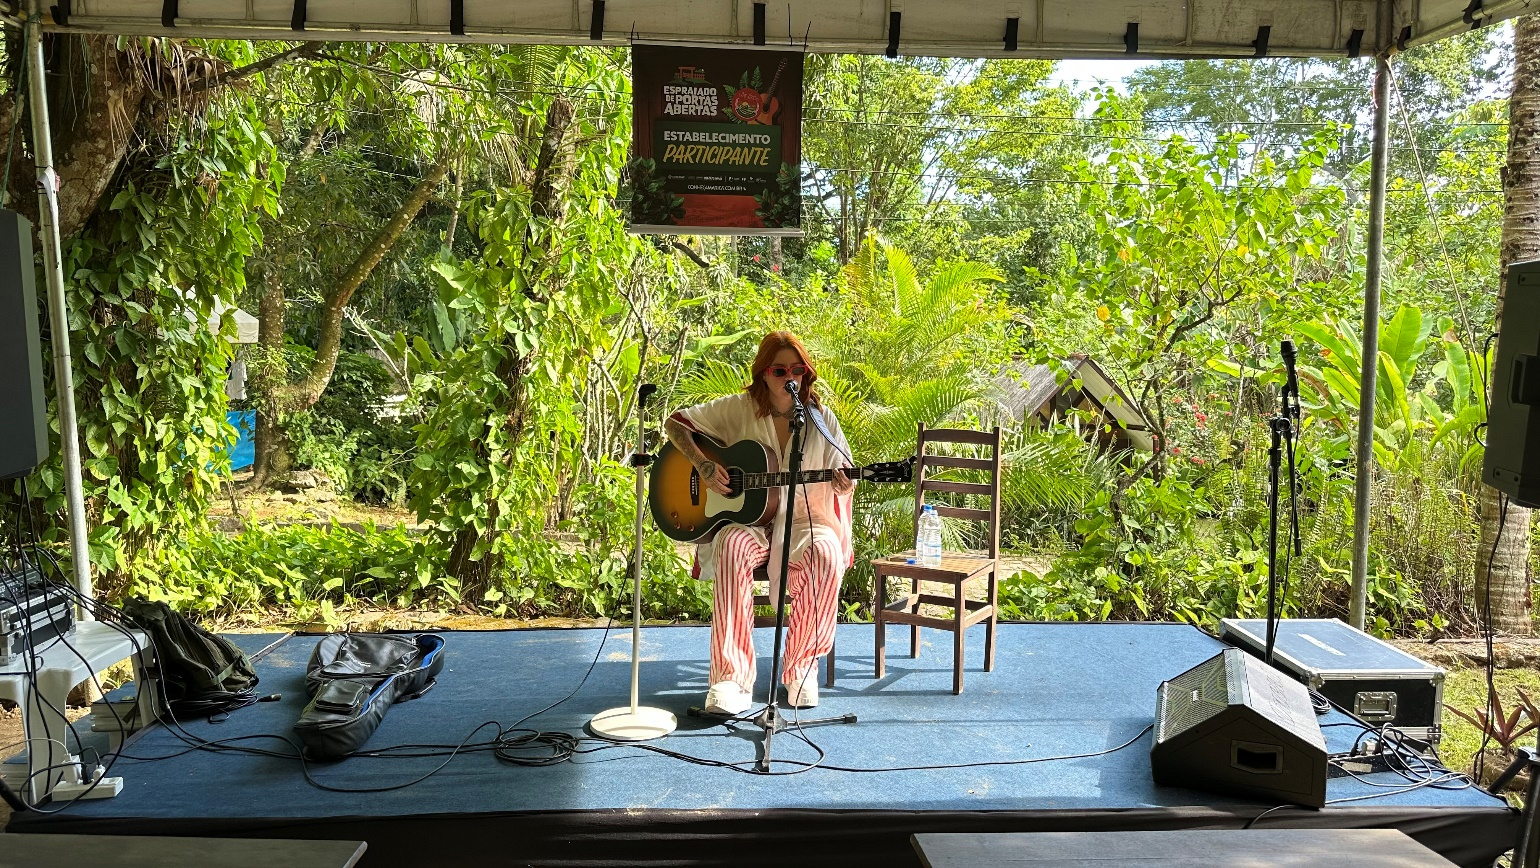 ESPRAIADO
DE PORTAS
ABERTAS
ESTABELECIMENTO
PARTICIPANTE